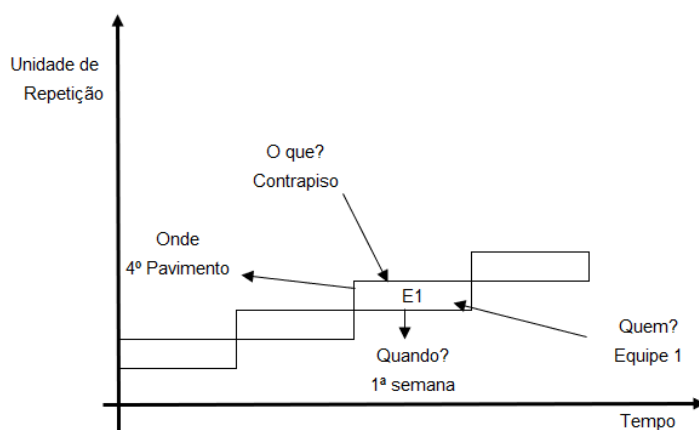 Unidade de
Repetição
O que?
Contrapiso
Onde
4º Pavimento
E1
Quem?
Equipe 1
Quando?
1ª semana
Tempo